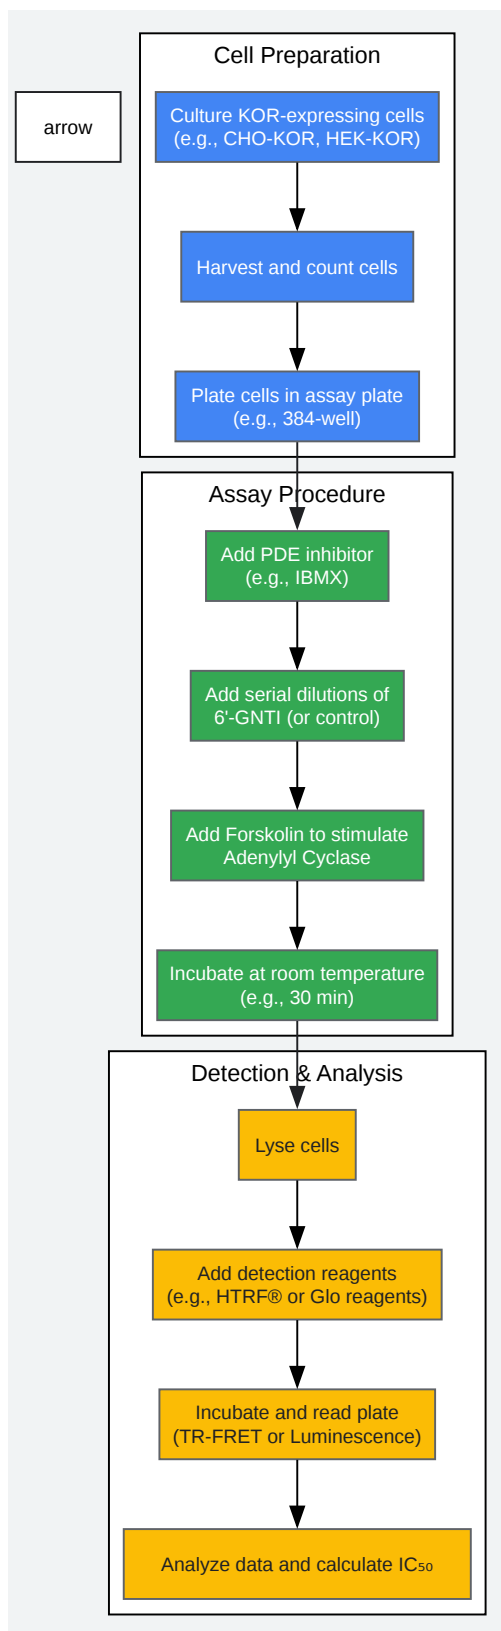 Cell Preparation
arrow
Culture KOR-expressing cells
(e.g., CHO-KOR, HEK-KOR)
Harvest and count cells
Plate cells in assay plate
(e.g., 384-well)
Assay Procedure
Add PDE inhibitor
(e.g., IBMX)
Add serial dilutions of
6'-GNTI (or control)
Add Forskolin to stimulate
Adenylyl Cyclase
Incubate at room temperature
(e.g., 30 min)
Detection & Analysis
Lyse cells
Add detection reagents
(e.g., HTRF® or Glo reagents)
Incubate and read plate
(TR-FRET or Luminescence)
Analyze data and calculate IC₅₀